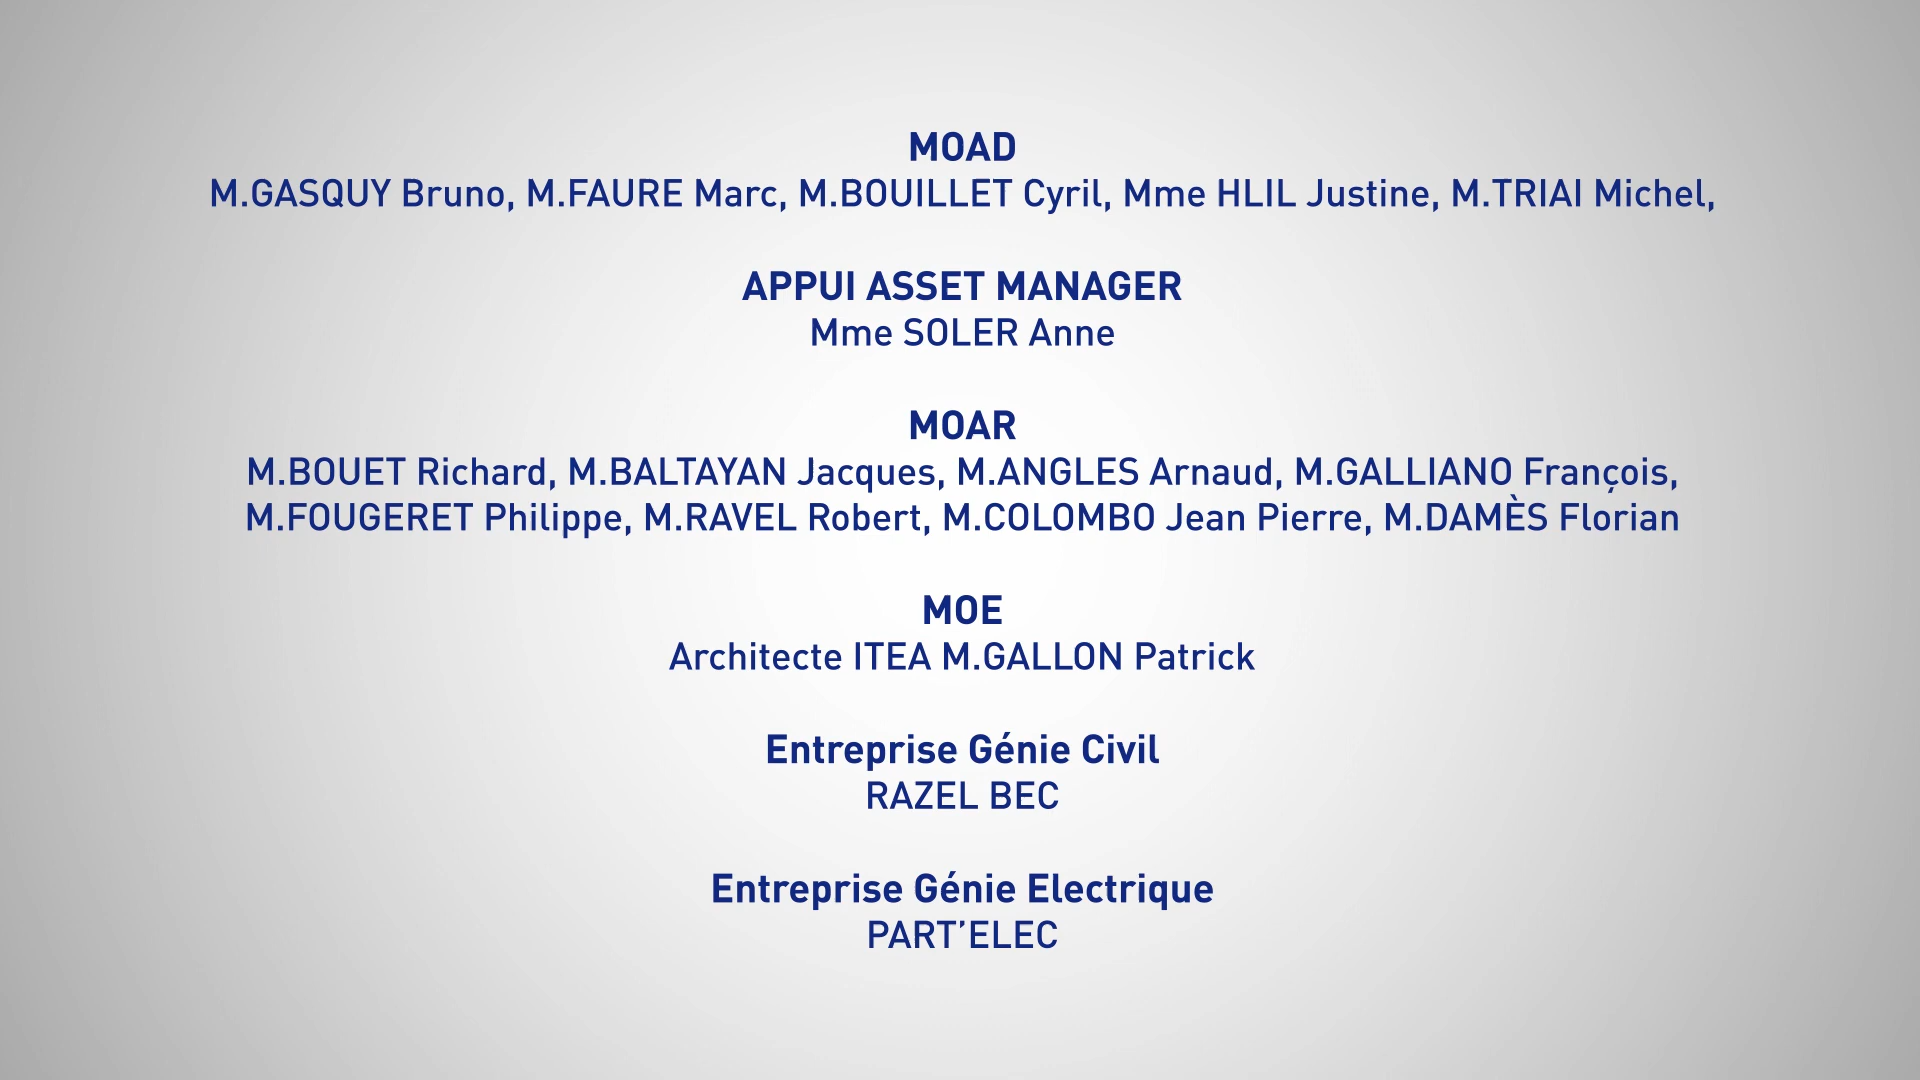 MOAD
M.GASQUY Bruno, M.FAURE Marc, M.BOUILLET Cyril, Mme HLIL Justine, M.TRIAI Michel,
APPUI ASSET MANAGER
Mme SOLER Anne
MOAR
M.BOUET Richard, M.BALTAYAN Jacques, M.ANGLES Arnaud, M.GALLIANO François,
M.FOUGERET Philippe, M.RAVEL Robert, M.COLOMBO Jean Pierre, M.DAMÈS Florian
MOE
Architecte ITEA M.GALLON Patrick
Entreprise Génie Civil
RAZEL BEC
Entreprise Génie Electrique
PART’ELEC